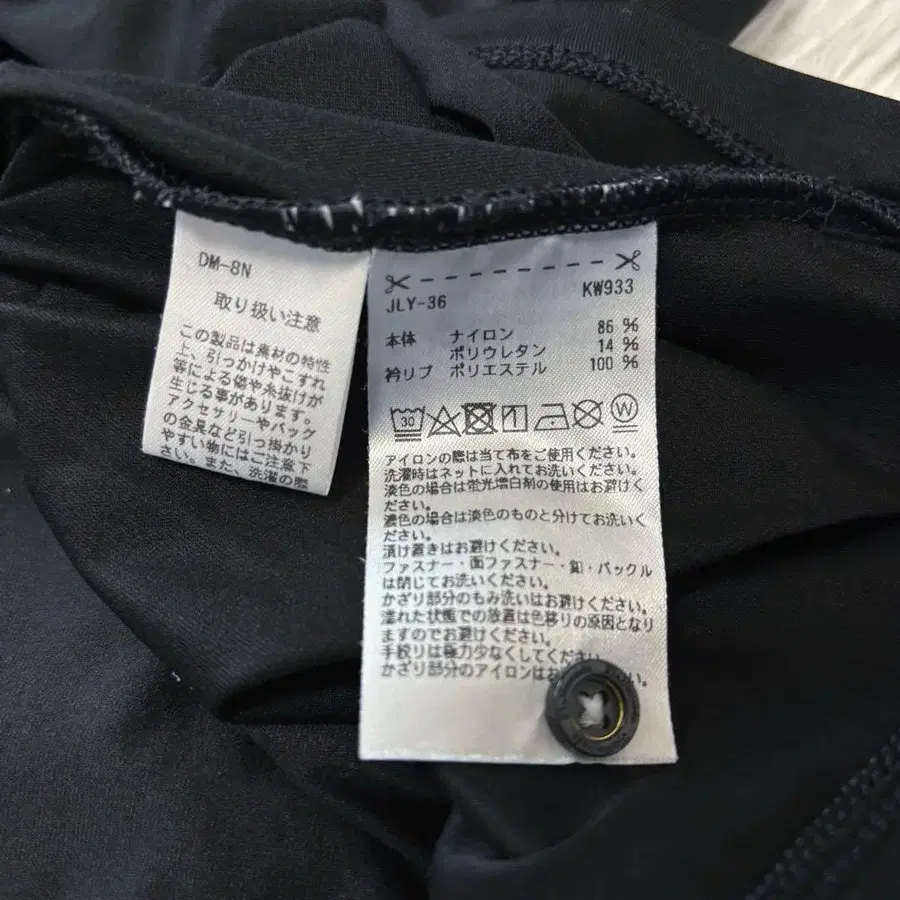 DM-8N
取り扱い注意
この製品は素材の特性
上、引っかけやこすれ
等による傷や糸抜けが
生じる事があります。
アクセサリーやバッグ
の金具など引っ掛かり
やすい物にはご注意下
さい。また、洗濯の際
JLY-36 KW933
本体 ナイロン 86 %
ポリウレタン 14 %
衿リブ ポリエステル 100 %
30 W
アイロンの際は当て布をご使用ください。
洗濯時はネットに入れてお洗いください。
淡色の場合は蛍光増白剤の使用はお避けく
ださい。
濃色の場合は淡色のものと分けてお洗いく
ださい。
漬け置きはお避けください。
ファスナー・面ファスナー・釦・バックル
は閉じてお洗いください。
かざり部分のもみ洗いはお避けください。
濡れた状態での放置は色移りの原因となり
ますのでお避けください。
手絞りは極力少なくしてください。
かざり部分のアイロンはお